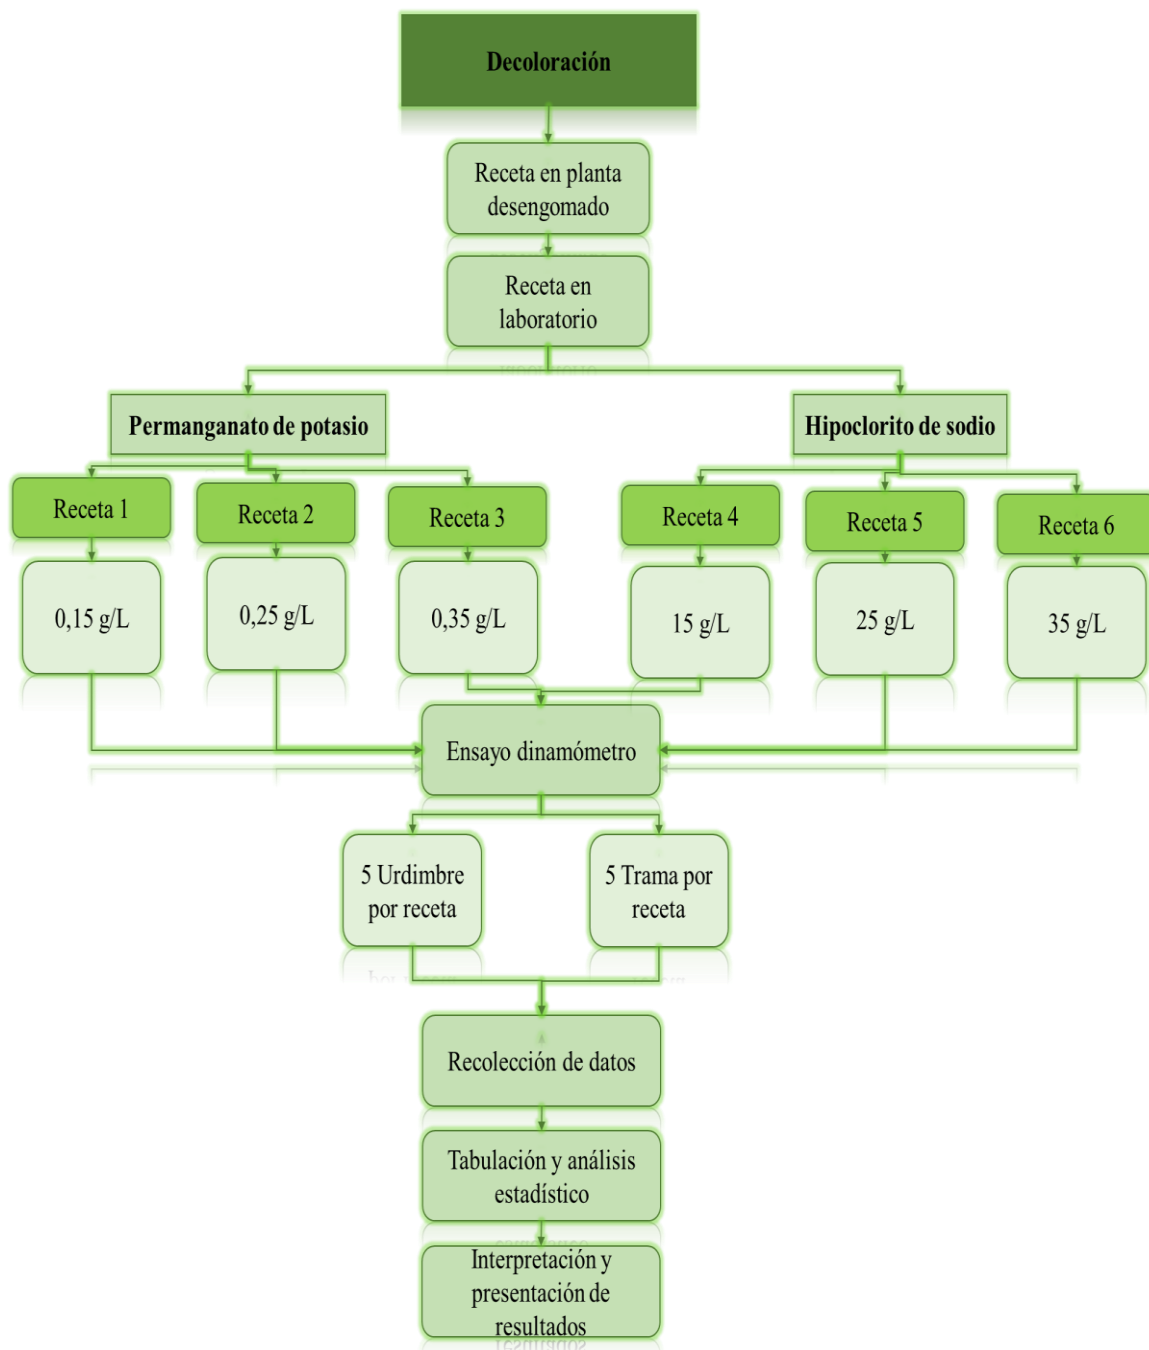 Decoloración
Receta en planta
desengomado
Receta en
laboratorio
Permanganato de potasio
Hipoclorito de sodio
Receta 1
Receta 2
Receta 3
Receta 4
Receta 5
Receta 6
0,15 g/L
0,25 g/L
0,35 g/L
15 g/L
25 g/L
35 g/L
Ensayo dinamómetro
5 Urdimbre
por receta
5 Trama por
receta
Recolección de datos
Tabulación y análisis
estadístico
Interpretación y
presentación de
resultados